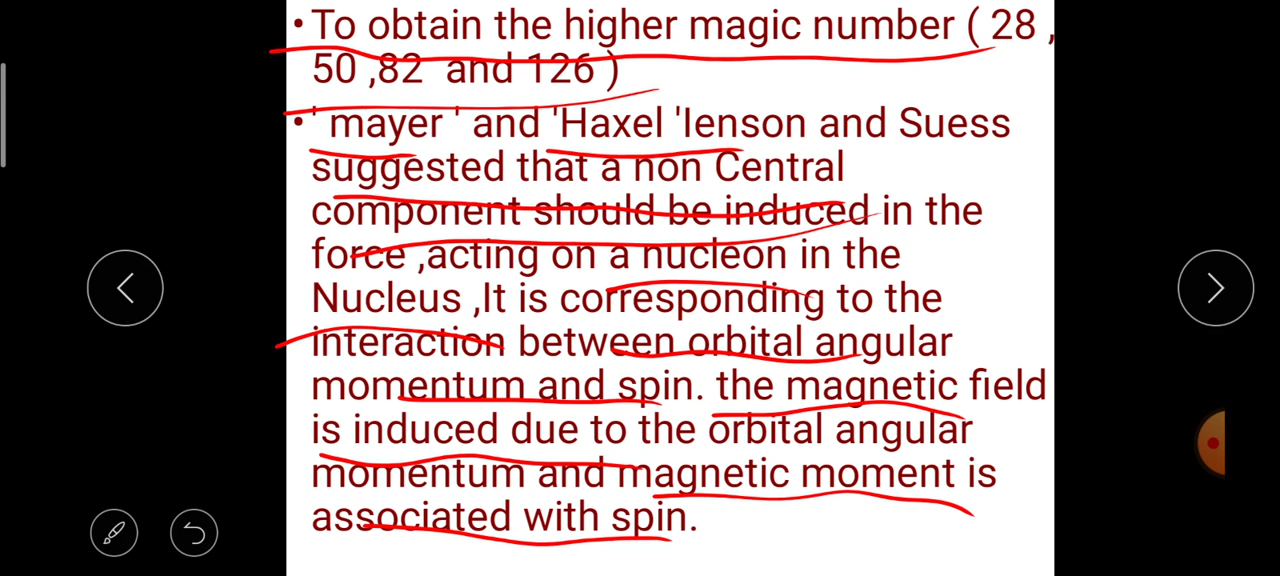 • To obtain the higher magic number ( 28 ,
50 ,82 and 126 )
• ' mayer ' and 'Haxel 'Ienson and Suess
suggested that a non Central
component should be induced in the
force ,acting on a nucleon in the
Nucleus ,It is corresponding to the
interaction between orbital angular
momentum and spin. the magnetic field
is induced due to the orbital angular
momentum and magnetic moment is
associated with spin.